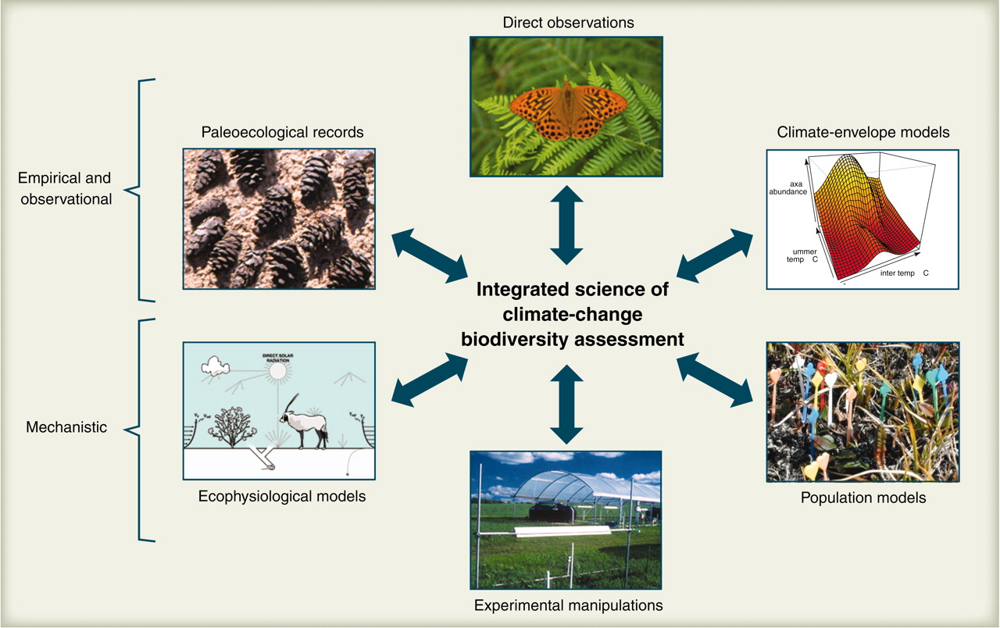 Direct observations
Paleoecological records
Climate-envelope models
Empirical and
observational
axa
abundance
ummer
temp C
inter temp C
Integrated science of
climate-change
biodiversity assessment
DIRECT SOLAR
RADIATION
Mechanistic
Ecophysiological models
Population models
Experimental manipulations